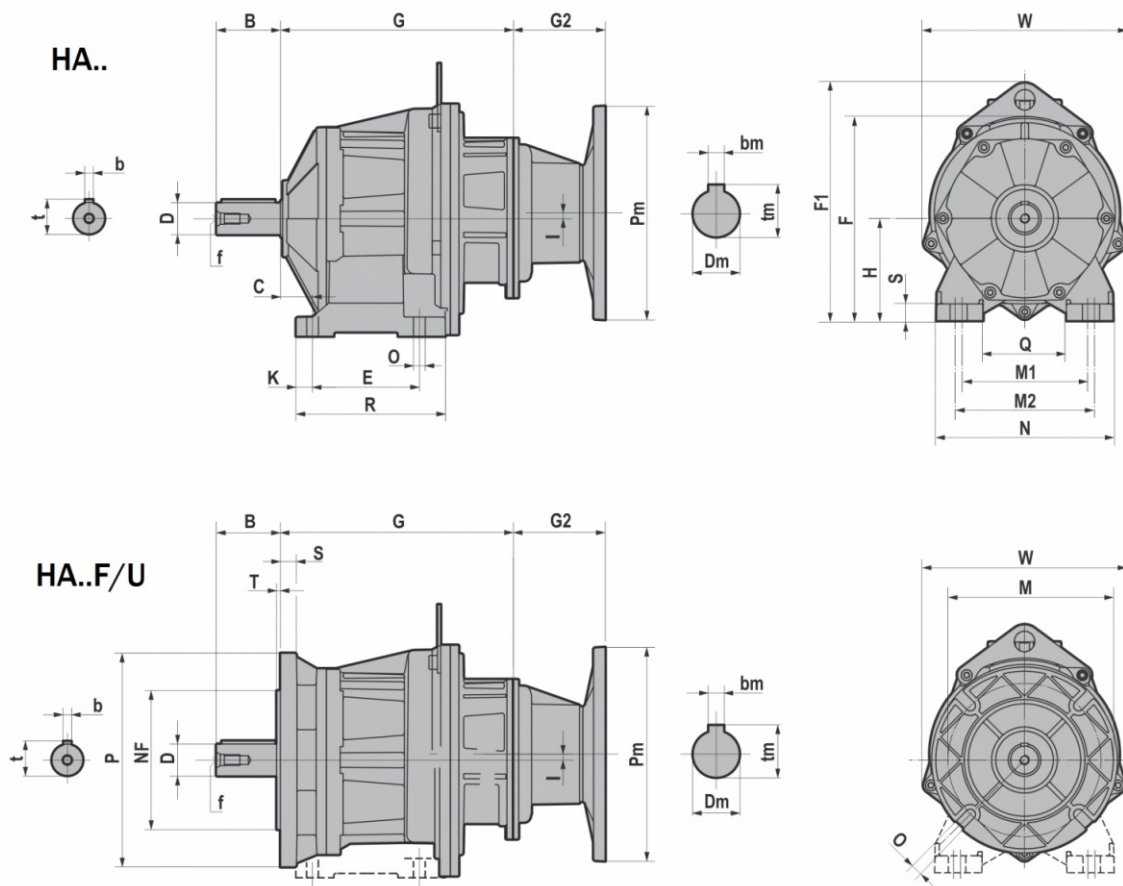 B G G2 W
HA..
b
t D f
C
I
Pm
bm
tm
Dm
F1 F H S
K E O
R
Q
M1
M2
N
B G G2 W
S
T
M
HA..F/U
b
t P NF D f
I
Pm
bm
tm
Dm
O